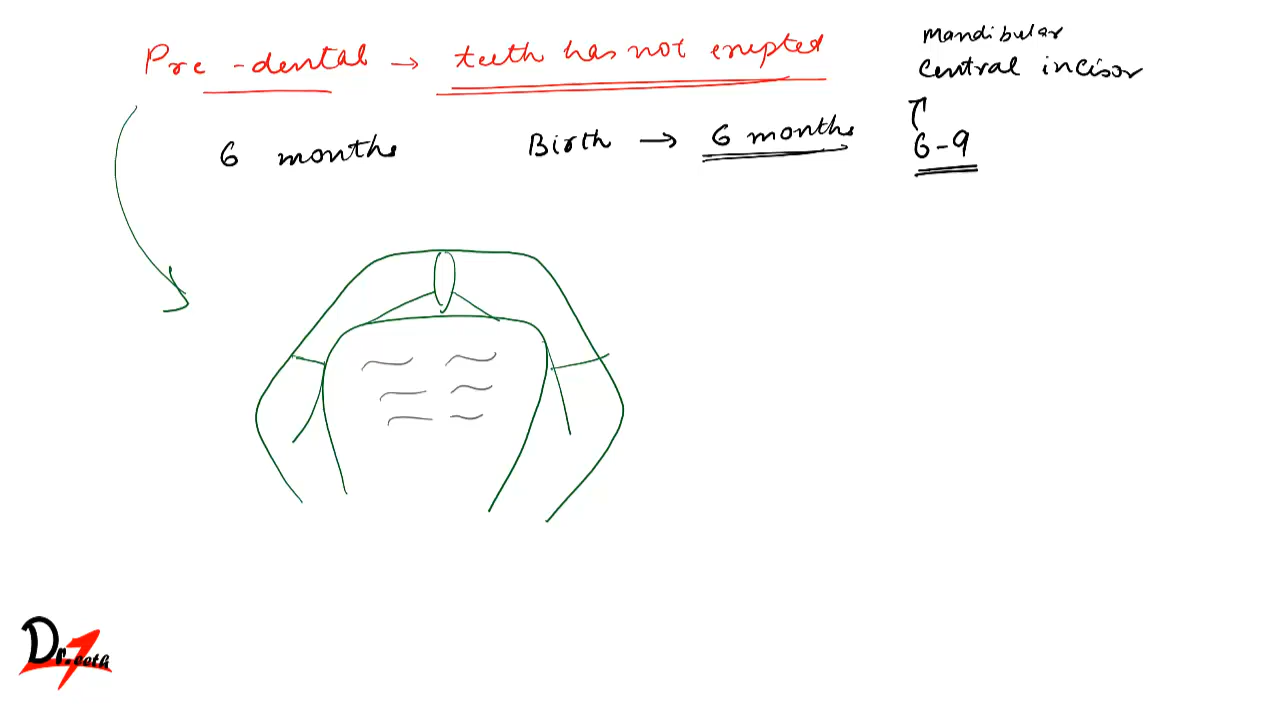 Pre-dental → teeth has not erupted
mandibular
central incisor
6 months
Birth → 6 months
6-9
Dr.